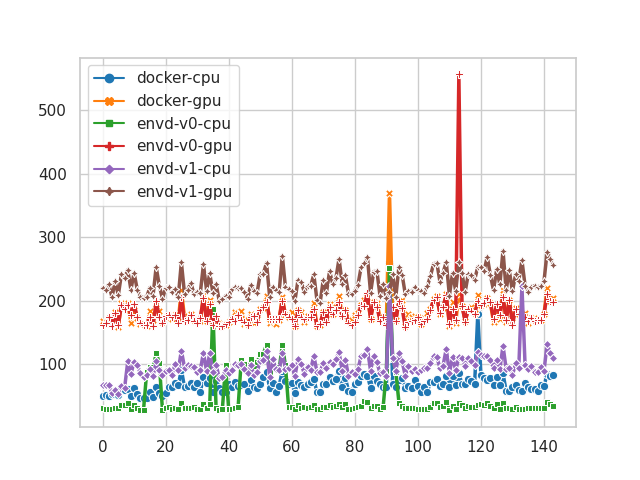 docker-cpu
docker-gpu
envd-v0-cpu
envd-v0-gpu
envd-v1-cpu
envd-v1-gpu
500
400
300
200
100
0 20 40 60 80 100 120 140